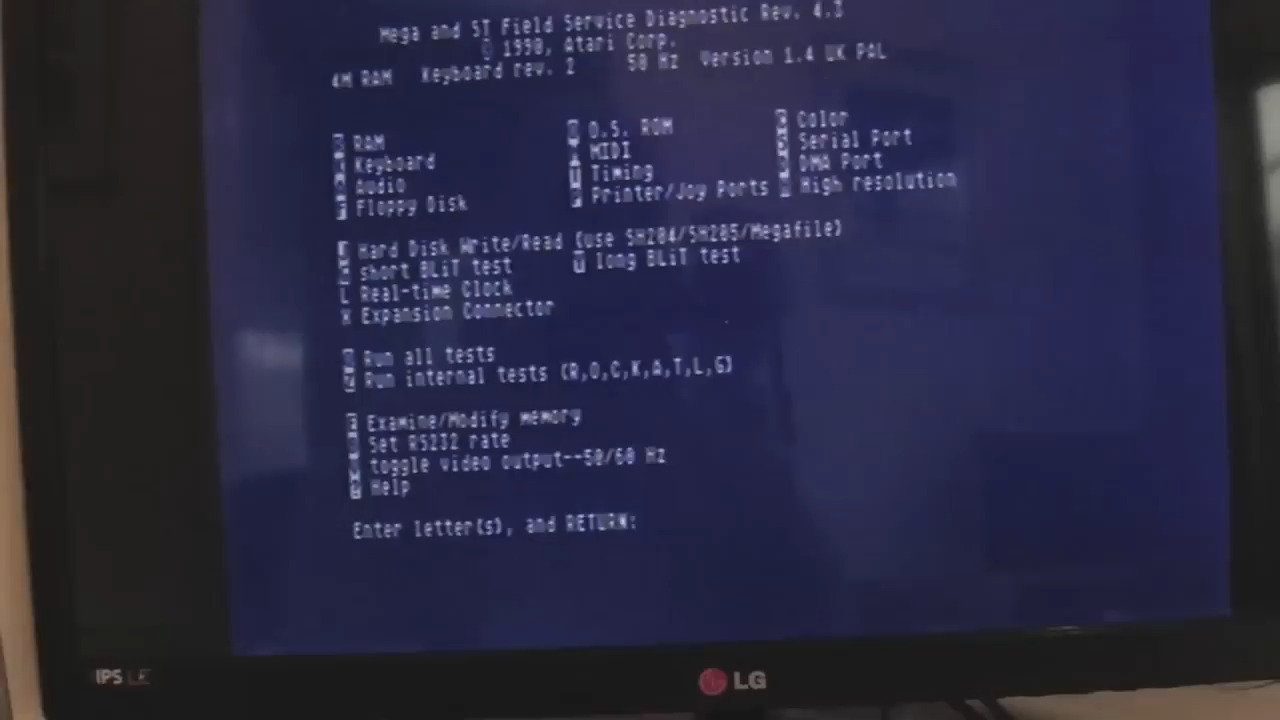 Mega and ST Field Service Diagnostic Rev. 4.3
1990, Atari Corp.
4M RAM Keyboard rev. 2 50 Hz Version 1.4 UK PAL
RAM O.S. ROM Color
Keyboard MIDI Serial Port
Audio Timing DMA Port
Floppy Disk Printer/Joy Ports High resolution
Hard Disk Write/Read (use SH204/SH205/Megafile)
short BLiT test long BLiT test
L Real-time Clock
X Expansion Connector
Run all tests
Run internal tests (R,O,C,K,A,T,L,G)
Examine/Modify memory
Set RS232 rate
toggle video output--50/60 Hz
Help
Enter letter(s), and RETURN:
IPS
LG